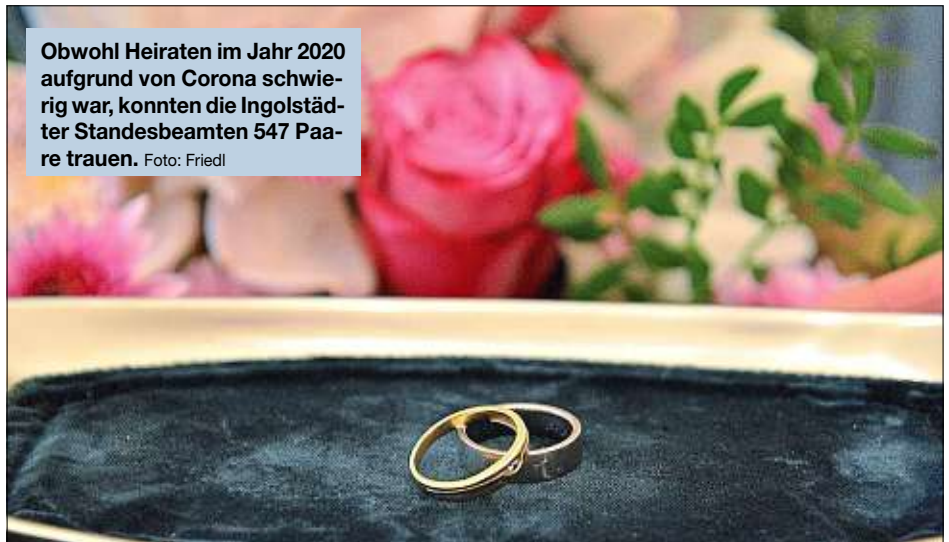 Obwohl Heiraten im Jahr 2020
aufgrund von Corona schwie-
rig war, konnten die Ingolstäd-
ter Standesbeamten 547 Paa-
re trauen. Foto: Friedl